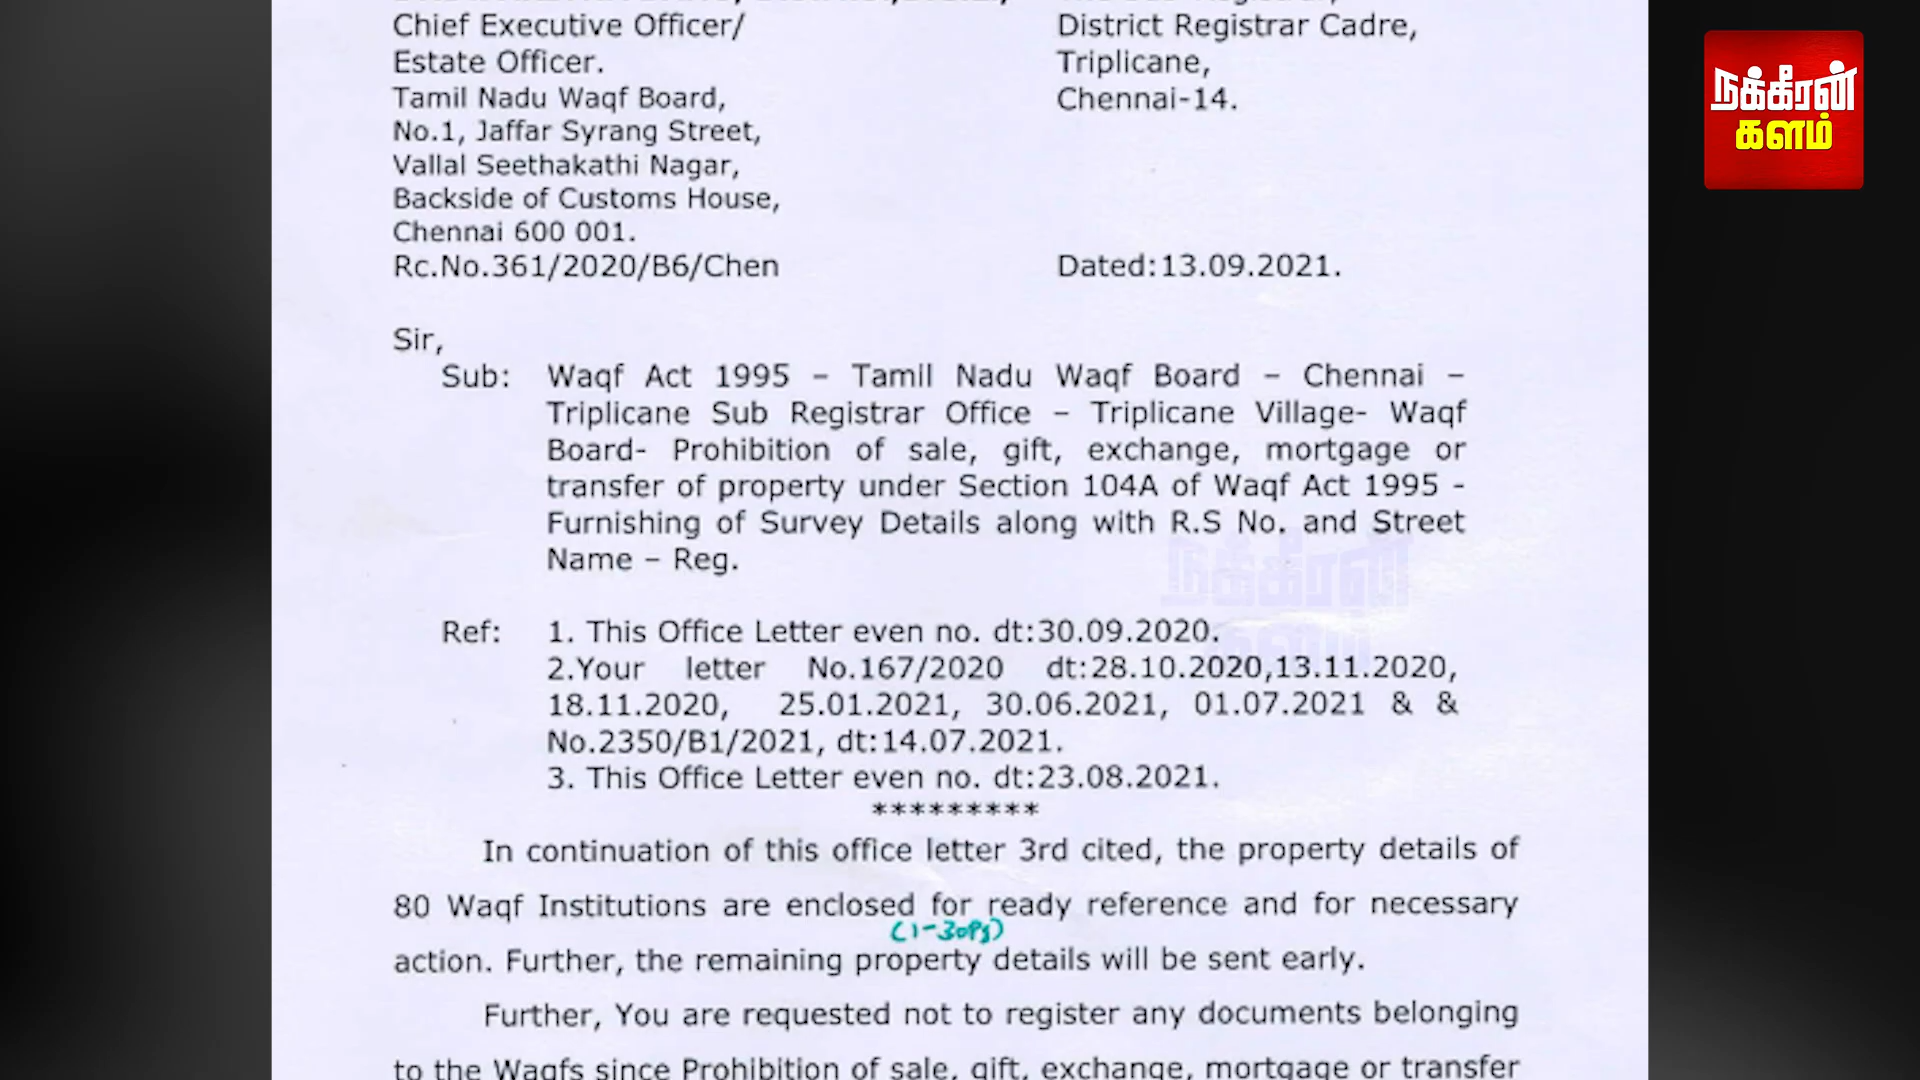 Chief Executive Officer/
Estate Officer.
Tamil Nadu Waqf Board,
No.1, Jaffar Syrang Street,
Vallal Seethakathi Nagar,
Backside of Customs House,
Chennai 600 001.
Rc.No.361/2020/B6/Chen
District Registrar Cadre,
Triplicane,
Chennai-14.
Dated:13.09.2021.
நக்கீரன்
களம்
Sir,
Sub: Waqf Act 1995 – Tamil Nadu Waqf Board – Chennai –
Triplicane Sub Registrar Office – Triplicane Village- Waqf
Board- Prohibition of sale, gift, exchange, mortgage or
transfer of property under Section 104A of Waqf Act 1995 -
Furnishing of Survey Details along with R.S No. and Street
Name – Reg.
நக்கீரன்
களம்
Ref: 1. This Office Letter even no. dt:30.09.2020.
2.Your letter No.167/2020 dt:28.10.2020,13.11.2020,
18.11.2020, 25.01.2021, 30.06.2021, 01.07.2021 & &
No.2350/B1/2021, dt:14.07.2021.
3. This Office Letter even no. dt:23.08.2021.
*********
In continuation of this office letter 3rd cited, the property details of
80 Waqf Institutions are enclosed for ready reference and for necessary
(1-30Pg)
action. Further, the remaining property details will be sent early.
Further, You are requested not to register any documents belonging
to the Waqfs since Prohibition of sale, gift, exchange, mortgage or transfer